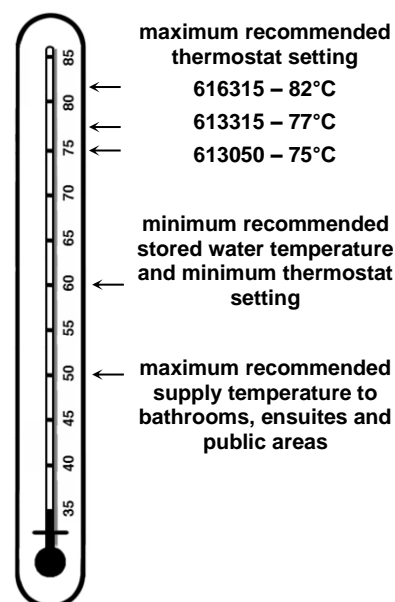 maximum recommended
thermostat setting
616315 – 82°C
613315 – 77°C
613050 – 75°C
minimum recommended
stored water temperature
and minimum thermostat
setting
maximum recommended
supply temperature to
bathrooms, ensuites and
public areas
85
80
75
70
65
60
55
50
45
40
35